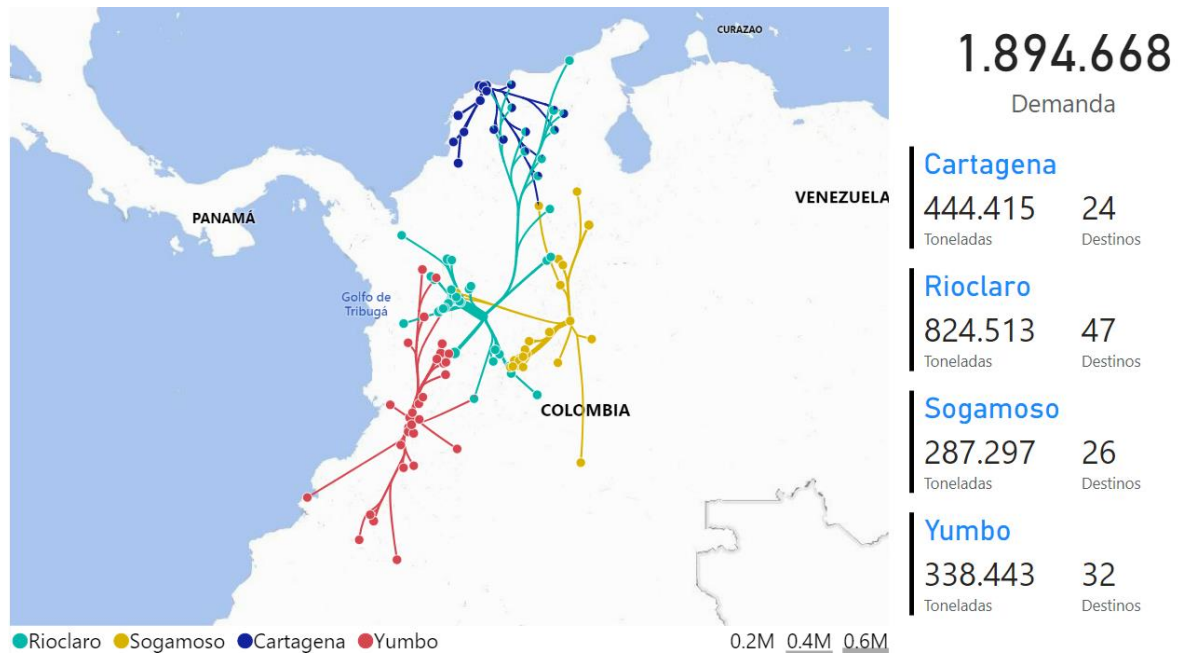 CURAZAO
VENEZUELA
PANAMÁ
Golfo de
Tribugá
COLOMBIA
Rioclaro Sogamoso Cartagena Yumbo
0.2M 0.4M 0.6M
1.894.668
Demanda
Cartagena
444.415 24
Toneladas Destinos
Rioclaro
824.513 47
Toneladas Destinos
Sogamoso
287.297 26
Toneladas Destinos
Yumbo
338.443 32
Toneladas Destinos